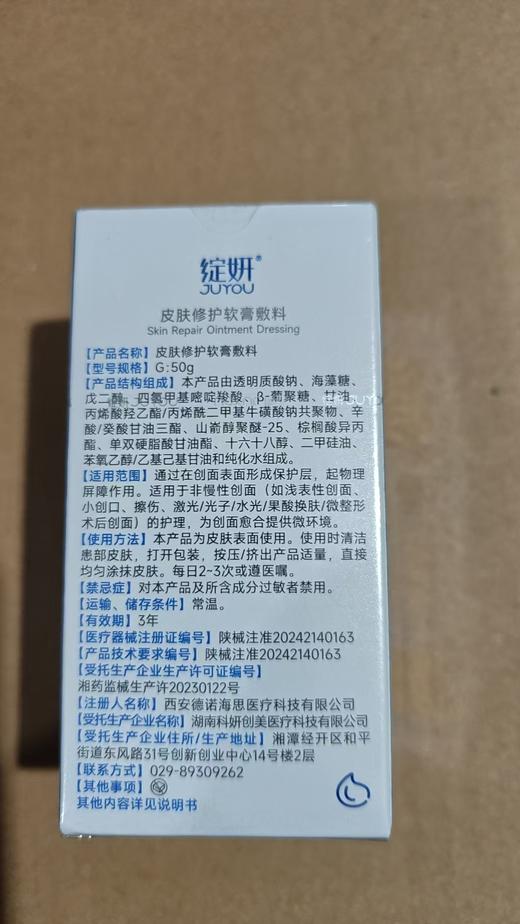 绽妍®
JUYOU
皮肤修护软膏敷料
Skin Repair Ointment Dressing
【产品名称】皮肤修护软膏敷料
【型号规格】G:50g
【产品结构组成】本产品由透明质酸钠、海藻糖、
戊二醇、四氢甲基嘧啶羧酸、β-葡聚糖、甘油、
丙烯酸羟乙酯/丙烯酰二甲基牛磺酸钠共聚物、辛
酸/癸酸甘油三酯、山嵛醇聚醚-25、棕榈酸异丙
酯、单双硬脂酸甘油酯、十六十八醇、二甲硅油、
苯氧乙醇/乙基己基甘油和纯化水组成。
【适用范围】通过在创面表面形成保护层，起物理
屏障作用。适用于非慢性创面（如浅表性创面、
小创口、擦伤、激光/光子/水光/果酸换肤/微整形
术后创面）的护理，为创面愈合提供微环境。
【使用方法】本产品为皮肤表面使用。使用时清洁
患部皮肤，打开包装，按压/挤出产品适量，直接
均匀涂抹皮肤。每日2~3次或遵医嘱。
【禁忌症】对本产品及所含成分过敏者禁用。
【运输、储存条件】常温。
【有效期】3年
【医疗器械注册证编号】陕械注准20242140163
【产品技术要求编号】陕械注准20242140163
【受托生产企业生产许可证编号】
湘药监械生产许20230122号
【注册人名称】西安德诺海思医疗科技有限公司
【受托生产企业名称】湖南科妍创美医疗科技有限公司
【受托生产企业住所/生产地址】湘潭经开区和平
街道东风路31号创新创业中心14号楼2层
【联系方式】029-89309262
【其他事项】
其他内容详见说明书